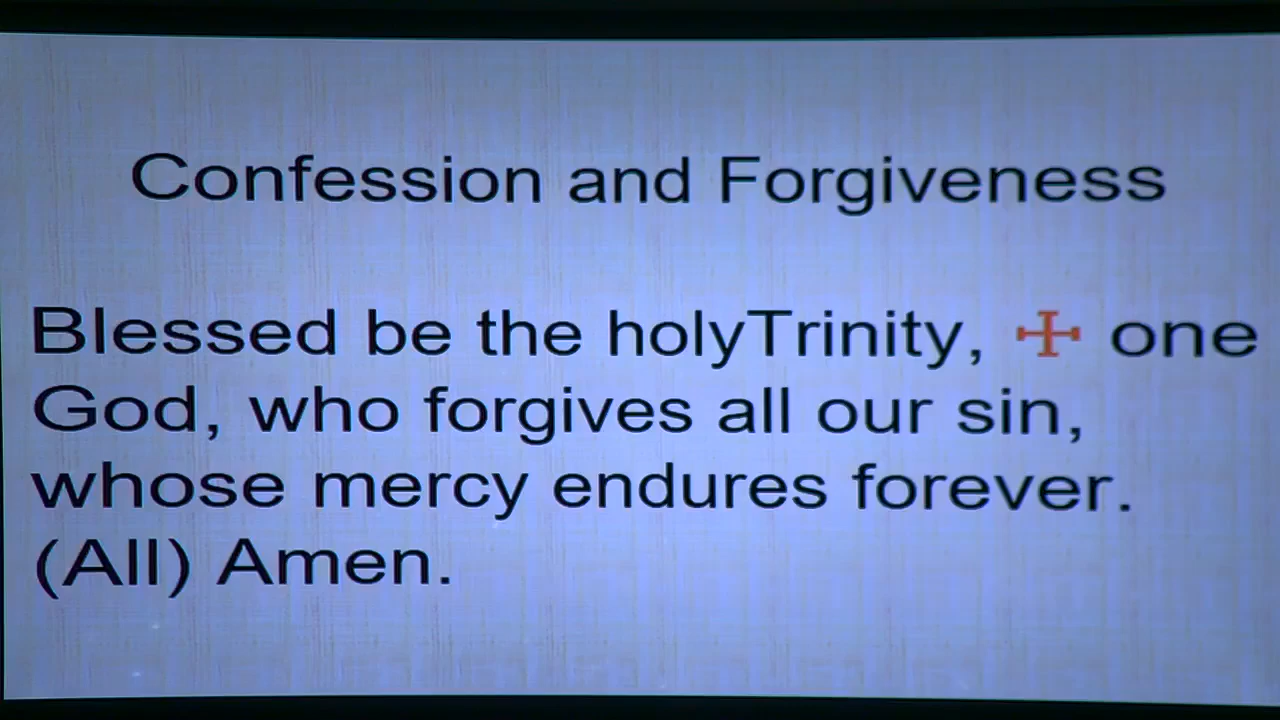 Confession and Forgiveness
Blessed be the holyTrinity, ☩ one
God, who forgives all our sin,
whose mercy endures forever.
(All) Amen.